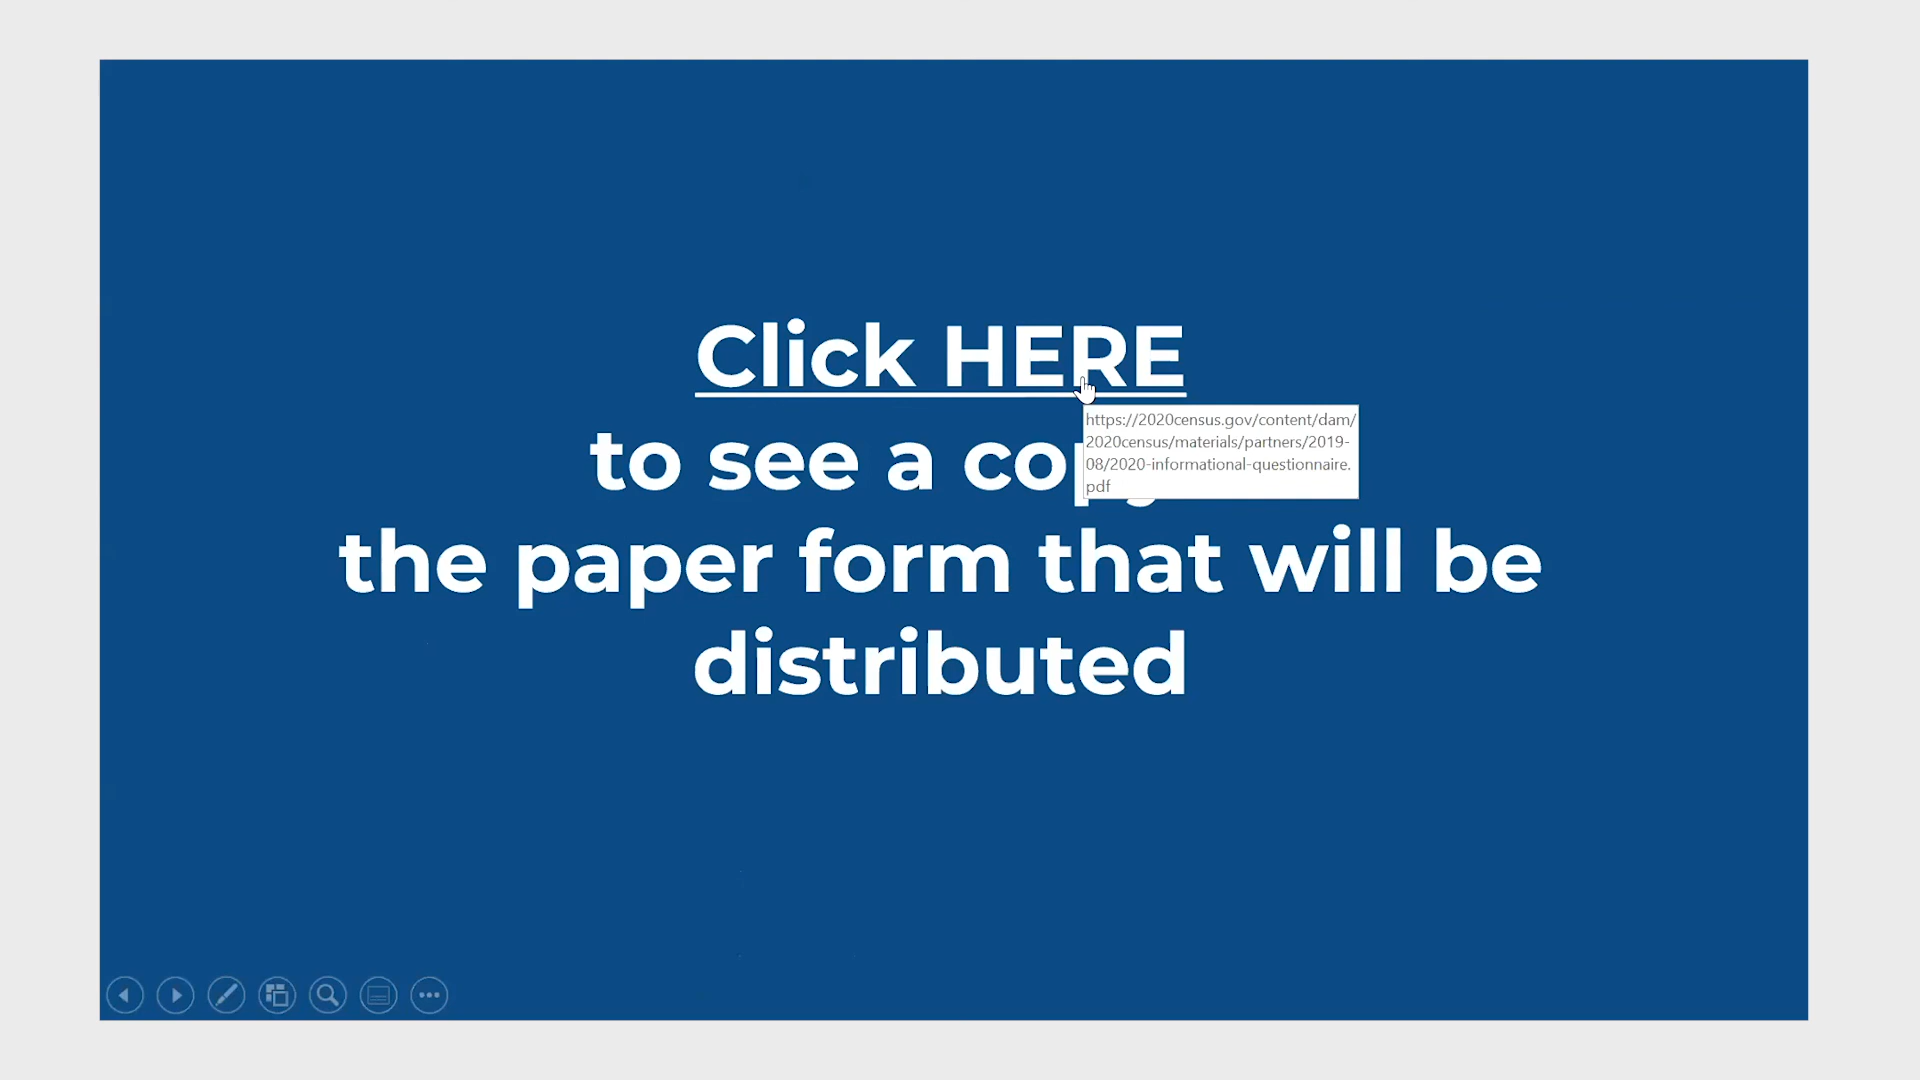 Click HERE
to see a
the paper form that will be
distributed
https://2020census.gov/content/dam/
2020census/materials/partners/2019-
08/2020-informational-questionnaire.
pdf